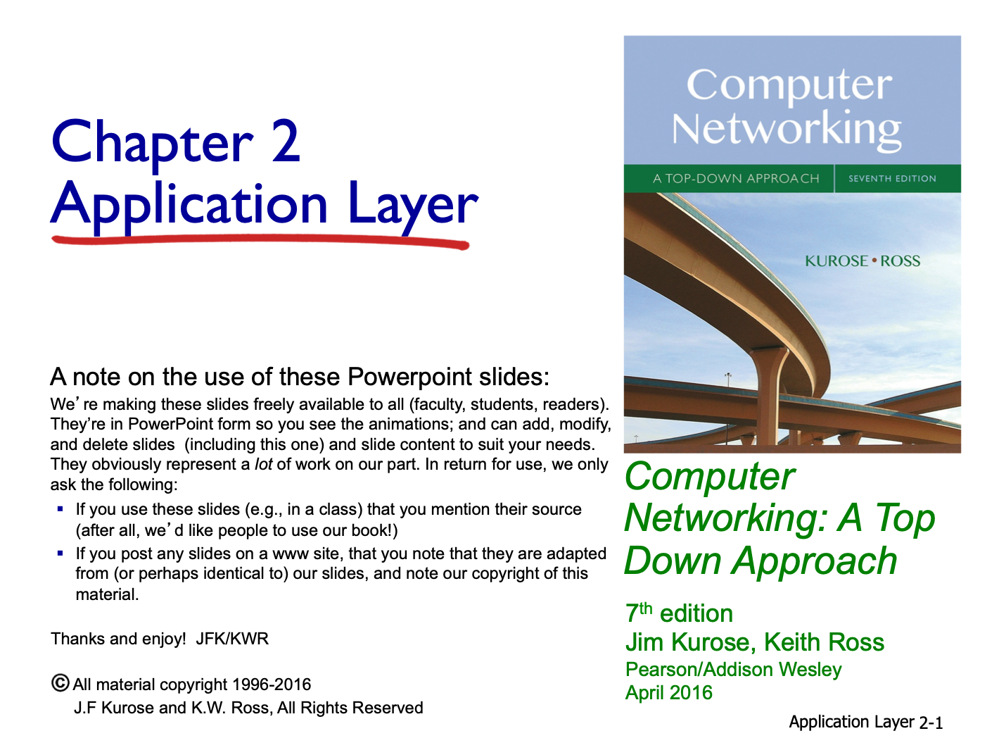 Chapter 2
Application Layer
A note on the use of these Powerpoint slides:
We’re making these slides freely available to all (faculty, students, readers).
They’re in PowerPoint form so you see the animations; and can add, modify,
and delete slides  (including this one) and slide content to suit your needs.
They obviously represent a lot of work on our part. In return for use, we only
ask the following:
▪ If you use these slides (e.g., in a class) that you mention their source
(after all, we’d like people to use our book!)
▪ If you post any slides on a www site, that you note that they are adapted
from (or perhaps identical to) our slides, and note our copyright of this
material.
Thanks and enjoy!  JFK/KWR
© All material copyright 1996-2016
J.F Kurose and K.W. Ross, All Rights Reserved
Computer
Networking
A TOP-DOWN APPROACH
SEVENTH EDITION
KUROSE • ROSS
Computer
Networking: A Top
Down Approach
7th edition
Jim Kurose, Keith Ross
Pearson/Addison Wesley
April 2016
Application Layer 2-1